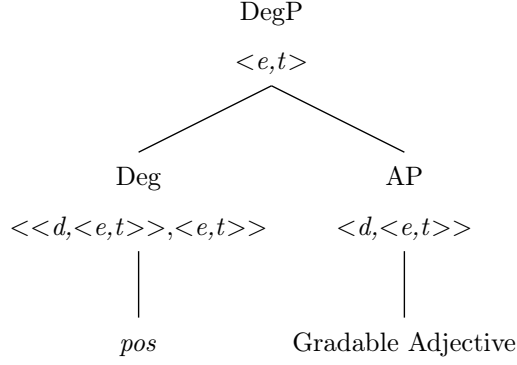 DegP
<e,t>
Deg AP
<<d,<e,t>>,<e,t>> <d,<e,t>>
pos Gradable Adjective